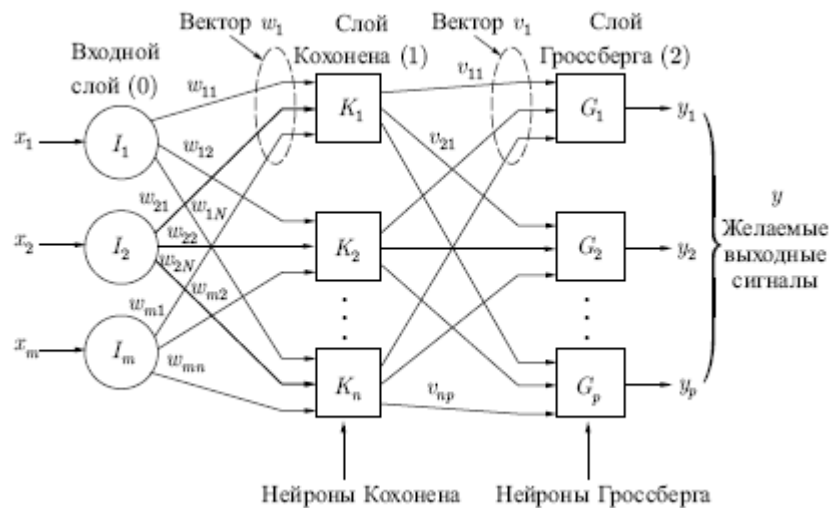 Вектор w₁
Слой
Кохонена (1)
Вектор v₁
Слой
Гроссберга (2)
Входной
слой (0)
w₁₁
w₁₂
w₂₁
w₁N
w₂₂
w₂N
wₘ₁
wₘ₂
wₘₙ
x₁
x₂
xₘ
I₁
I₂
Iₘ
K₁
K₂
Kₙ
v₁₁
v₂₁
vₙₚ
G₁
G₂
Gₚ
y₁
y₂
yₚ
y
Желаемые
выходные
сигналы
Нейроны Кохонена
Нейроны Гроссберга